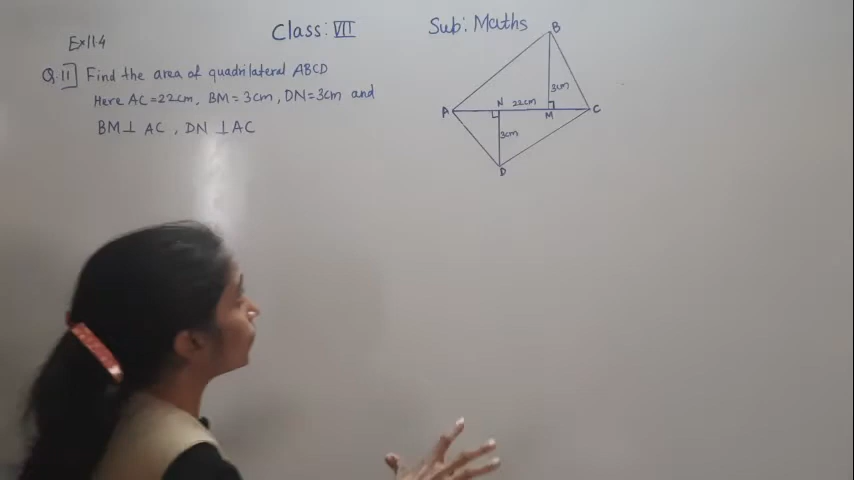 Class: VII
Sub: Maths
Ex 11.4
Q.11] Find the area of quadrilateral ABCD
Here AC=22cm, BM=3cm, DN=3cm and
BM⊥ AC, DN ⊥AC
B
3cm
N 22cm
A M C
3cm
D